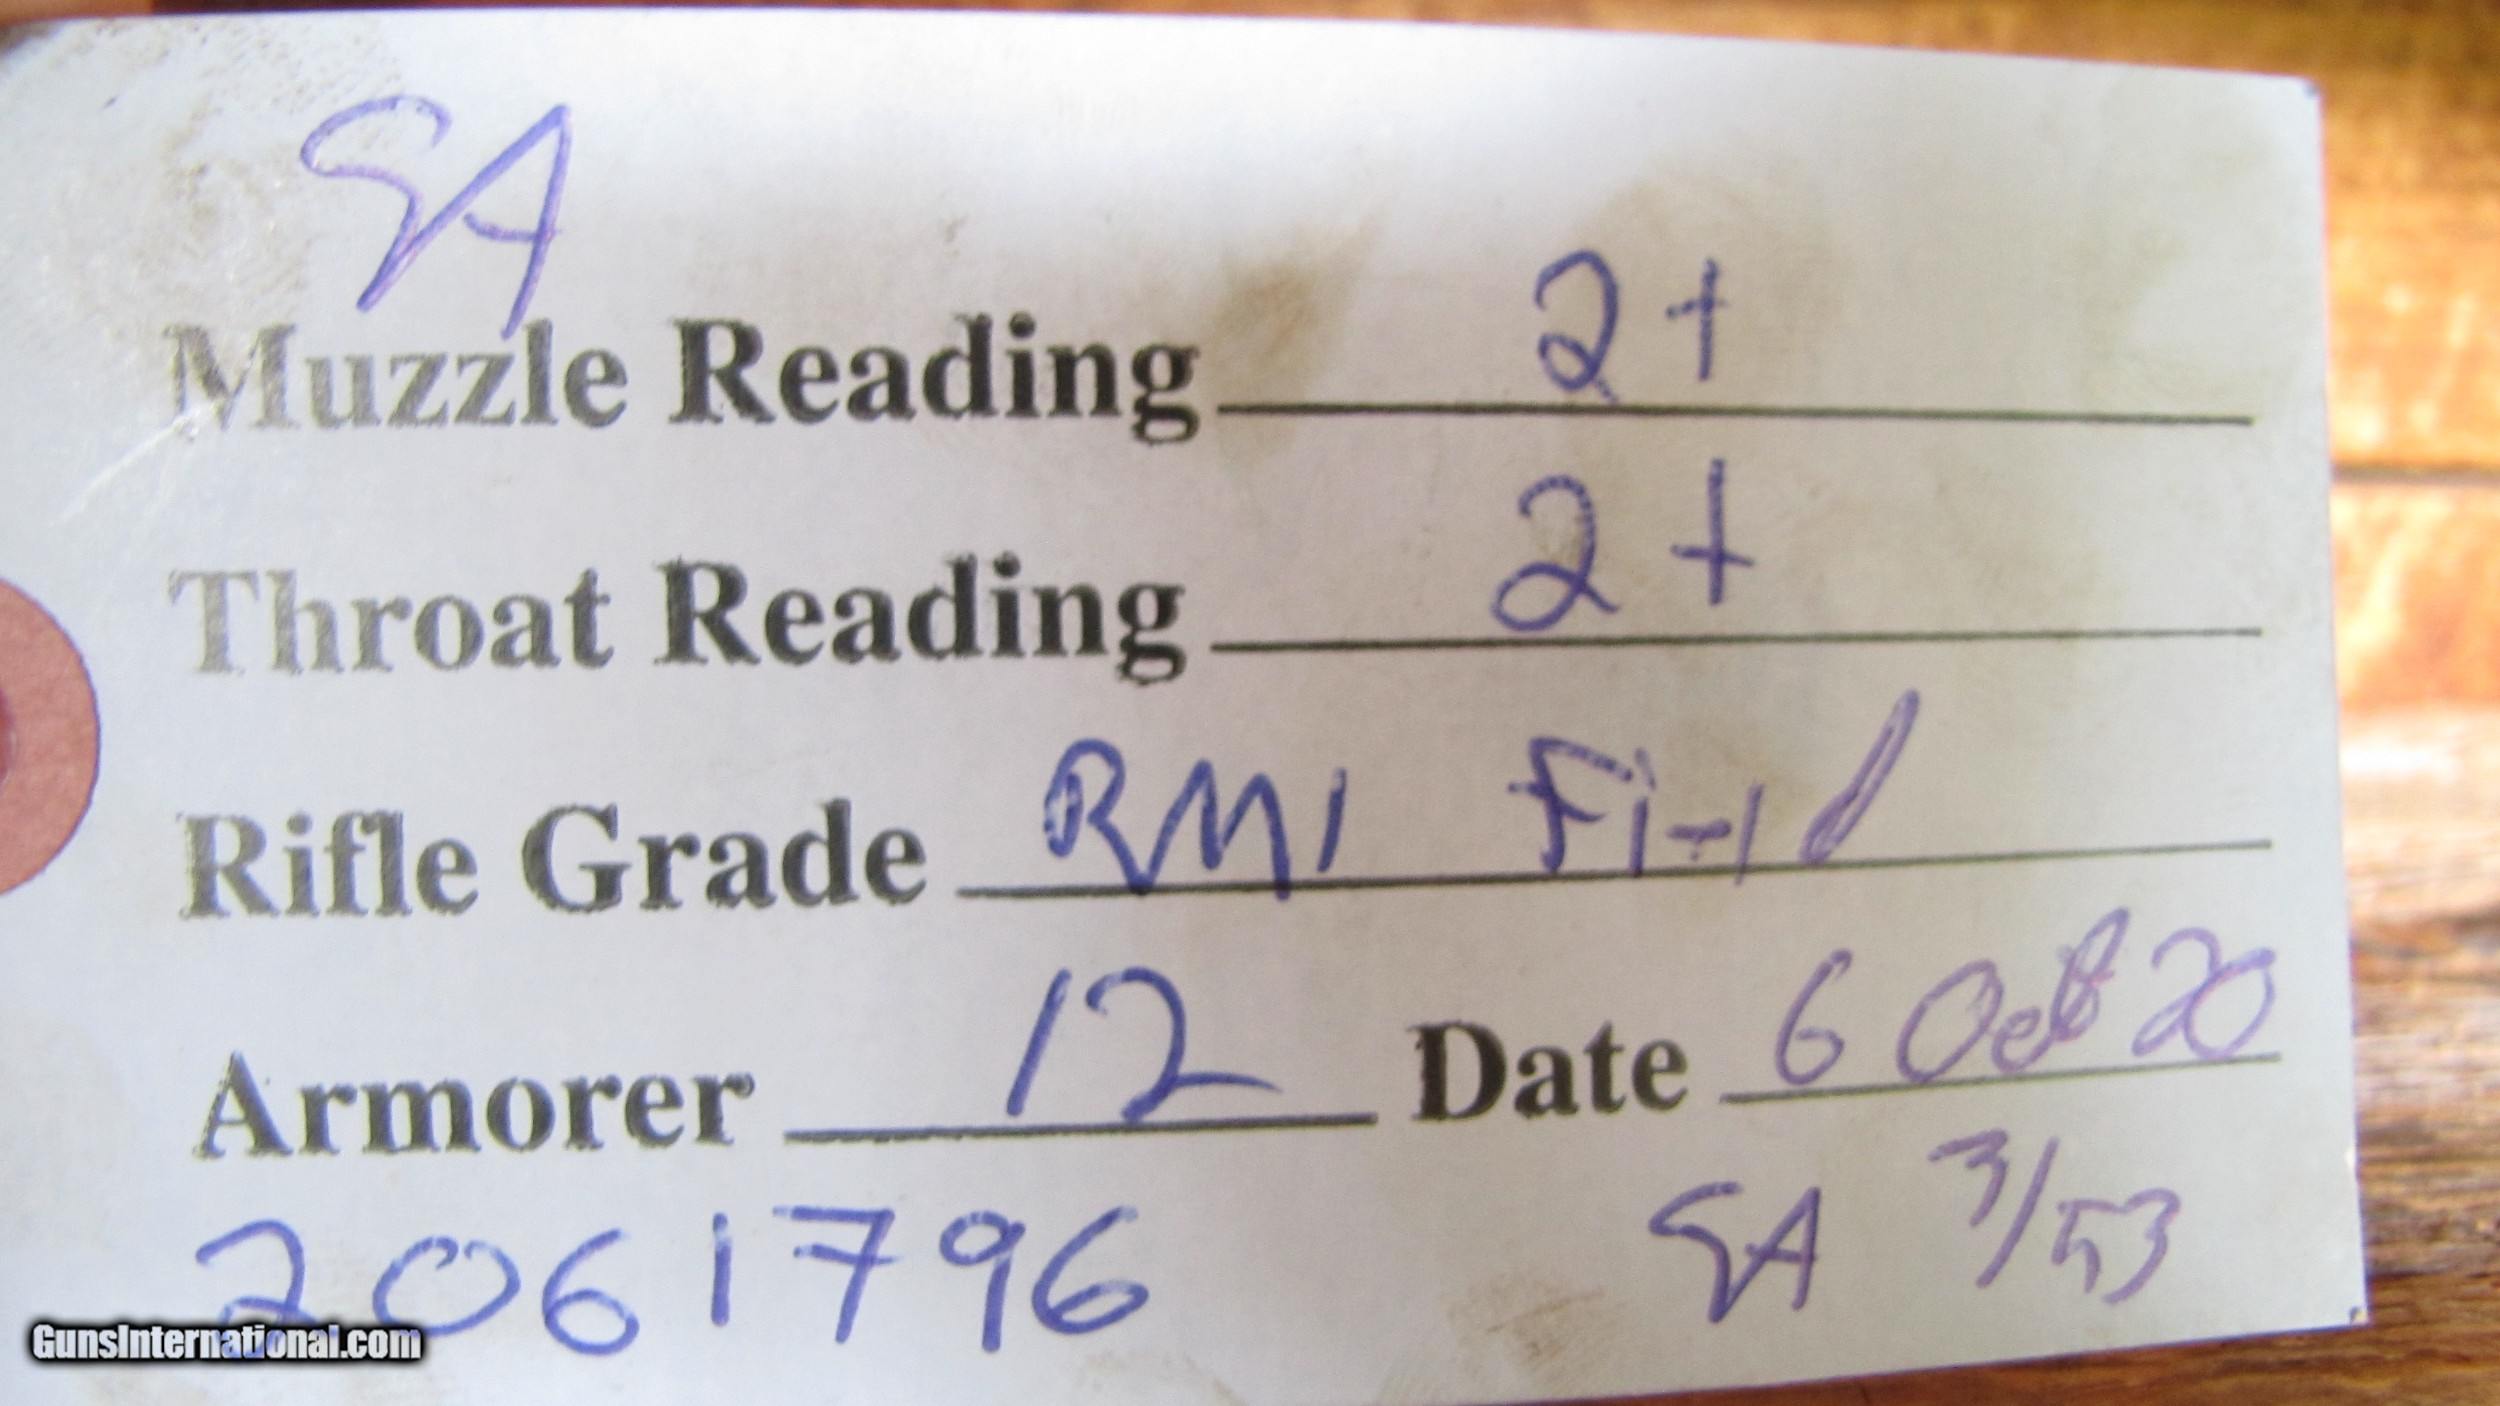 SA
Muzzle Reading 2+
Throat Reading 2+
Rifle Grade RM1 Field
Armorer 12 Date 6 Oct 20
2061796 SA 3/53
GunsInternational.com